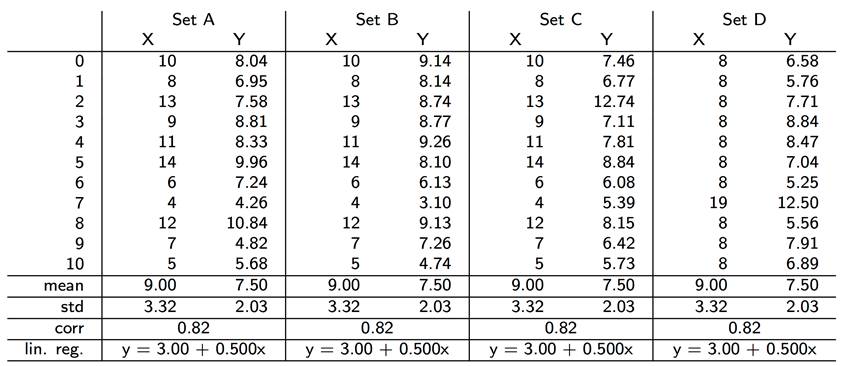 Set A Set B Set C Set D
X Y X Y X Y X Y
0 10 8.04 10 9.14 10 7.46 8 6.58
1 8 6.95 8 8.14 8 6.77 8 5.76
2 13 7.58 13 8.74 13 12.74 8 7.71
3 9 8.81 9 8.77 9 7.11 8 8.84
4 11 8.33 11 9.26 11 7.81 8 8.47
5 14 9.96 14 8.10 14 8.84 8 7.04
6 6 7.24 6 6.13 6 6.08 8 5.25
7 4 4.26 4 3.10 4 5.39 19 12.50
8 12 10.84 12 9.13 12 8.15 8 5.56
9 7 4.82 7 7.26 7 6.42 8 7.91
10 5 5.68 5 4.74 5 5.73 8 6.89
mean 9.00 7.50 9.00 7.50 9.00 7.50 9.00 7.50
std 3.32 2.03 3.32 2.03 3.32 2.03 3.32 2.03
corr 0.82 0.82 0.82 0.82
lin. reg. y = 3.00 + 0.500x y = 3.00 + 0.500x y = 3.00 + 0.500x y = 3.00 + 0.500x